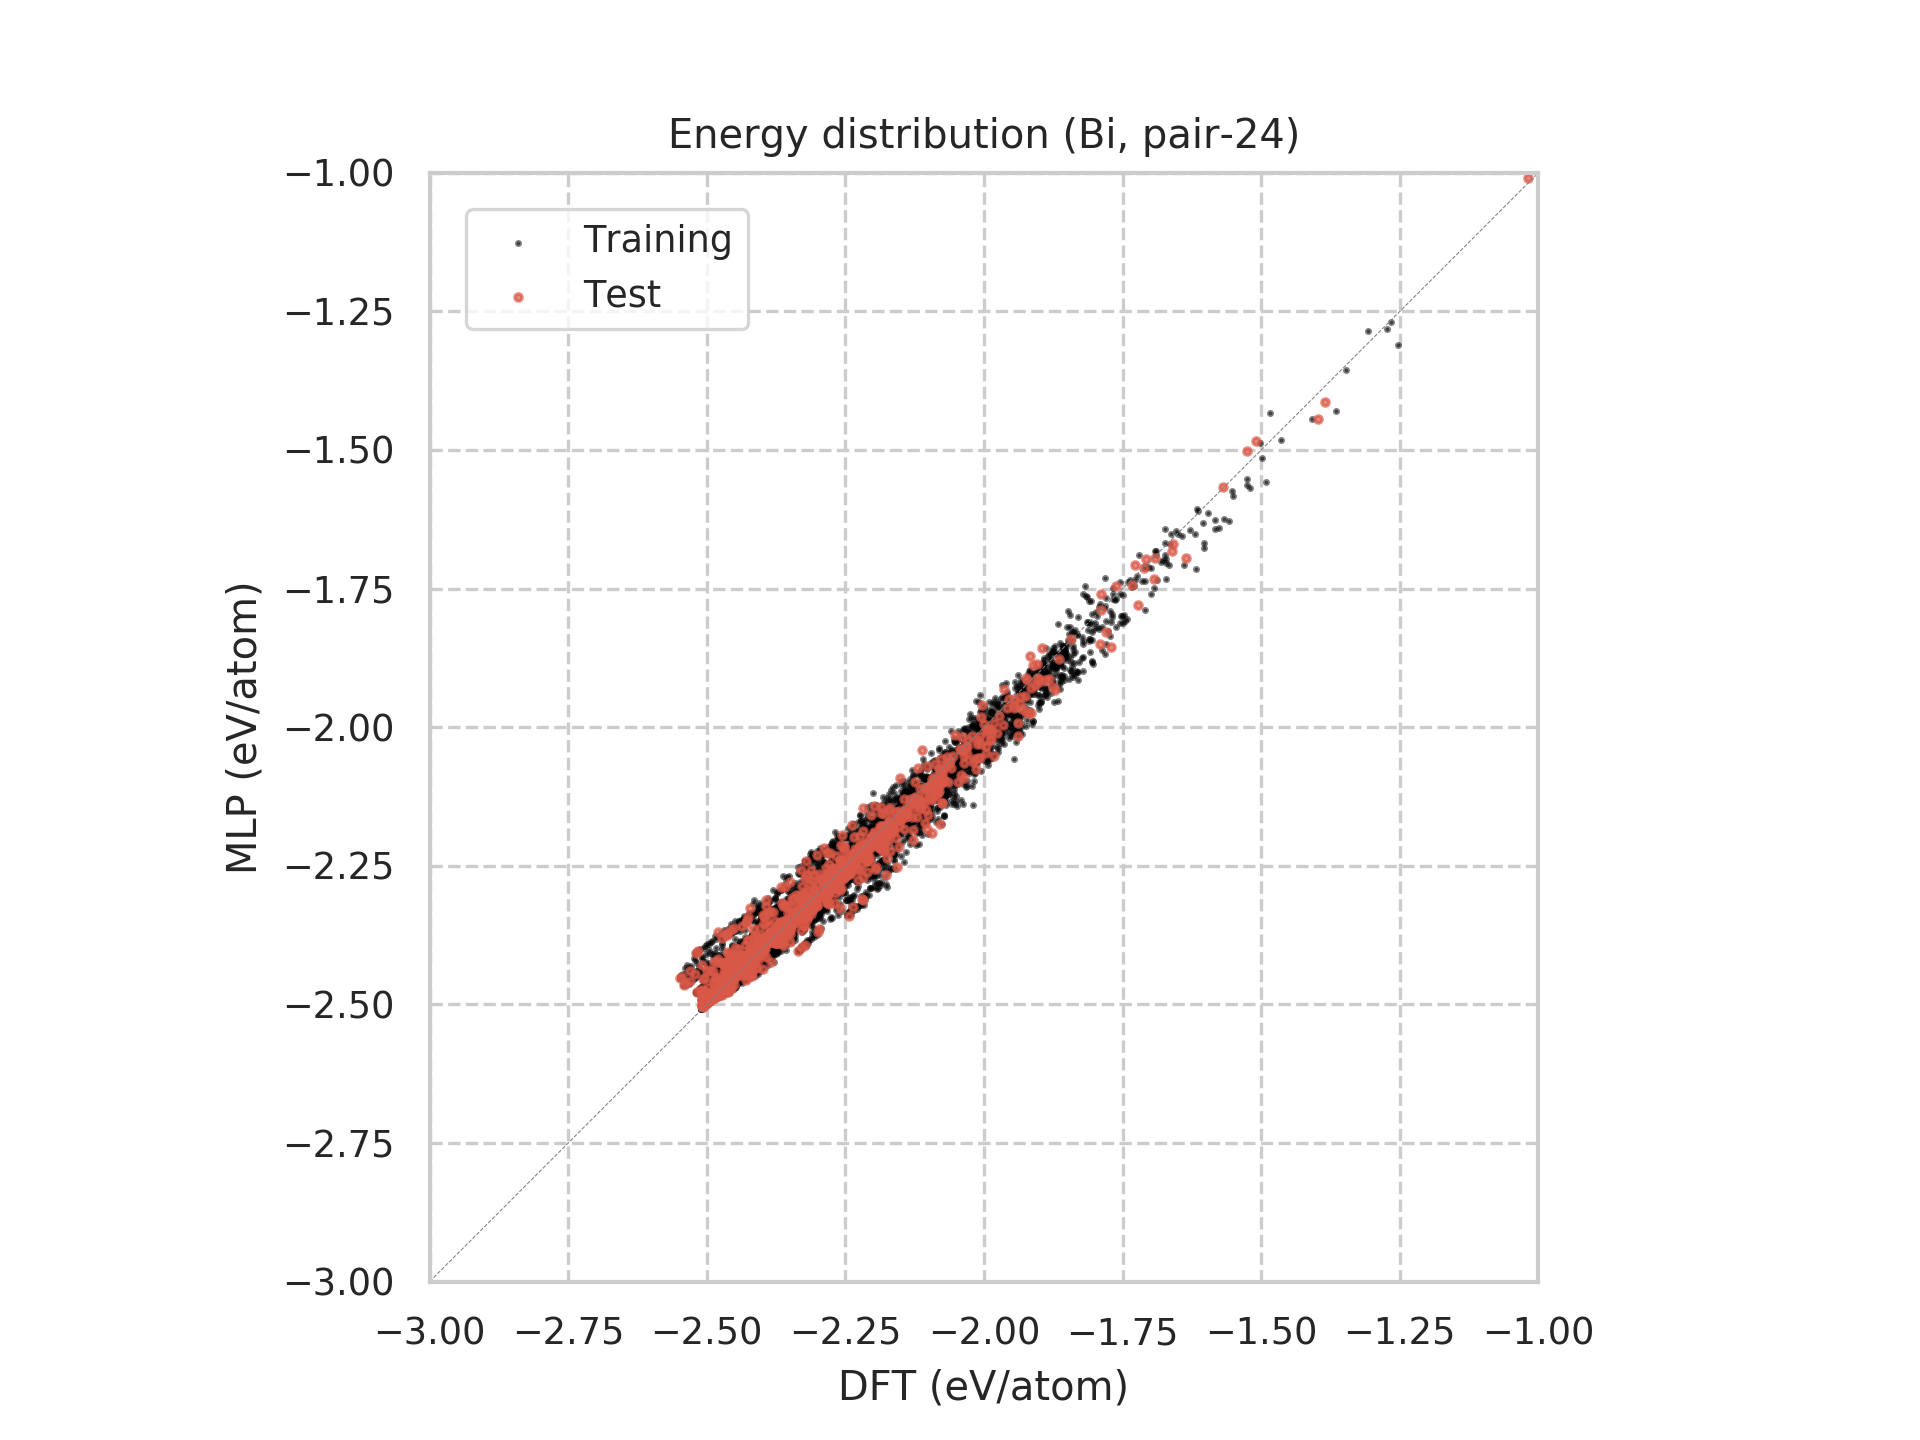 Energy distribution (Bi, pair-24)
−1.00
−1.25
−1.50
−1.75
−2.00
−2.25
−2.50
−2.75
−3.00
MLP (eV/atom)
Training
Test
−3.00 −2.75 −2.50 −2.25 −2.00 −1.75 −1.50 −1.25 −1.00
DFT (eV/atom)